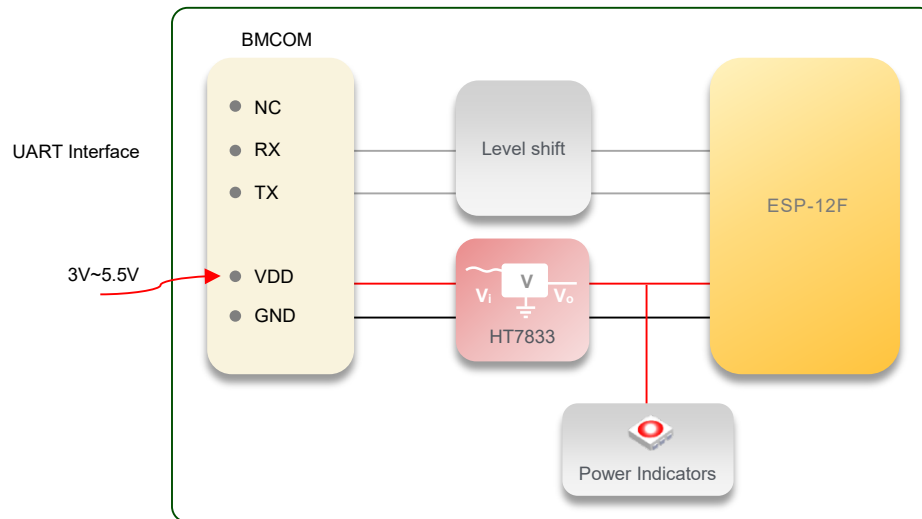 BMCOM
NC
UART Interface
RX
TX
Level shift
ESP-12F
3V~5.5V
VDD
GND
V
Vi
Vo
HT7833
Power Indicators